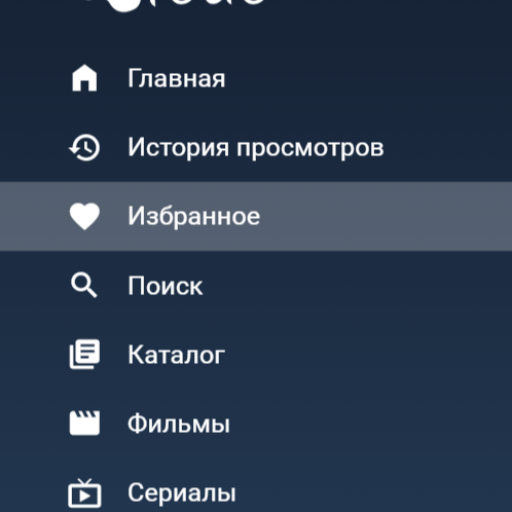 Главная
История просмотров
Избранное
Поиск
Каталог
Фильмы
Сериалы